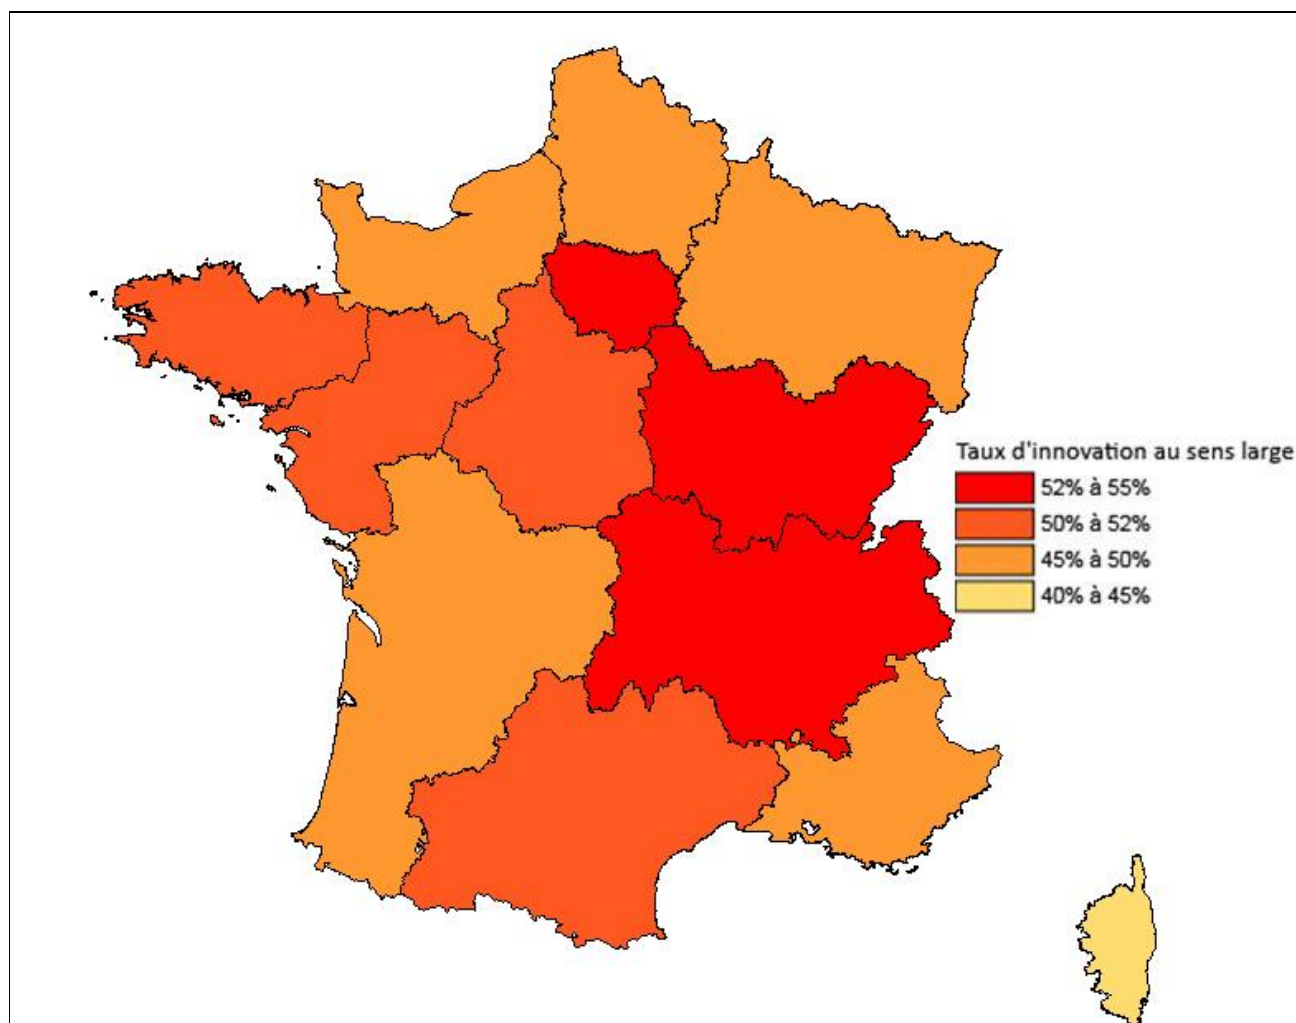 Taux d'innovation au sens large
52% à 55%
50% à 52%
45% à 50%
40% à 45%